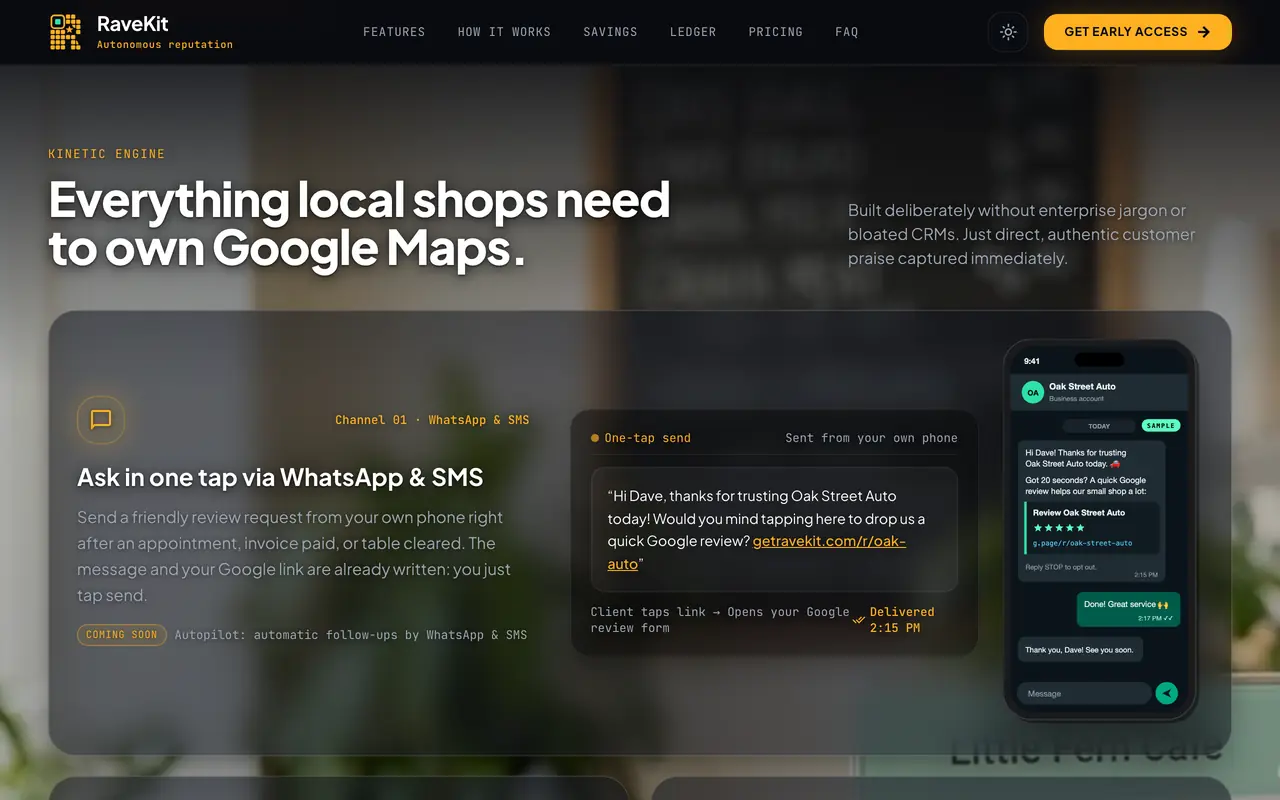 RaveKit
Autonomous reputation
FEATURES
HOW IT WORKS
SAVINGS
LEDGER
PRICING
FAQ
GET EARLY ACCESS
KINETIC ENGINE
Everything local shops need
to own Google Maps.
Built deliberately without enterprise jargon or
bloated CRMs. Just direct, authentic customer
praise captured immediately.
Channel 01 · WhatsApp & SMS
Ask in one tap via WhatsApp & SMS
Send a friendly review request from your own phone right
after an appointment, invoice paid, or table cleared. The
message and your Google link are already written: you just
tap send.
COMING SOON
Autopilot: automatic follow-ups by WhatsApp & SMS
One-tap send
Sent from your own phone
“Hi Dave, thanks for trusting Oak Street Auto
today! Would you mind tapping here to drop us a
quick Google review? getravekit.com/r/oak-
auto”
Client taps link → Opens your Google
review form
Delivered
2:15 PM
9:41
OA
Oak Street Auto
Business account
TODAY
SAMPLE
Hi Dave! Thanks for trusting
Oak Street Auto today. 🚗
Got 20 seconds? A quick Google
review helps our small shop a lot:
Review Oak Street Auto
★★★★★
g.page/r/oak-street-auto
Reply STOP to opt out.
2:15 PM
Done! Great service 🙌
2:17 PM ✓✓
Thank you, Dave! See you soon.
Message
Little Fern Cafe